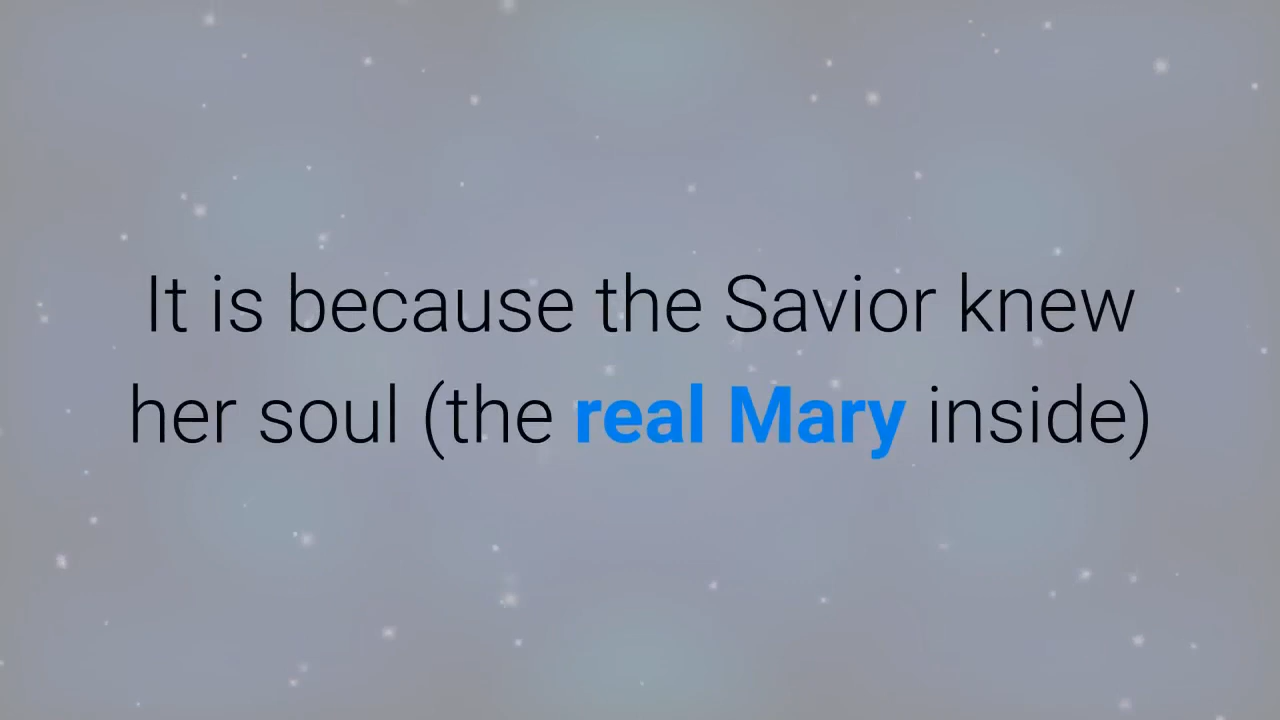 It is because the Savior knew
her soul (the real Mary inside)